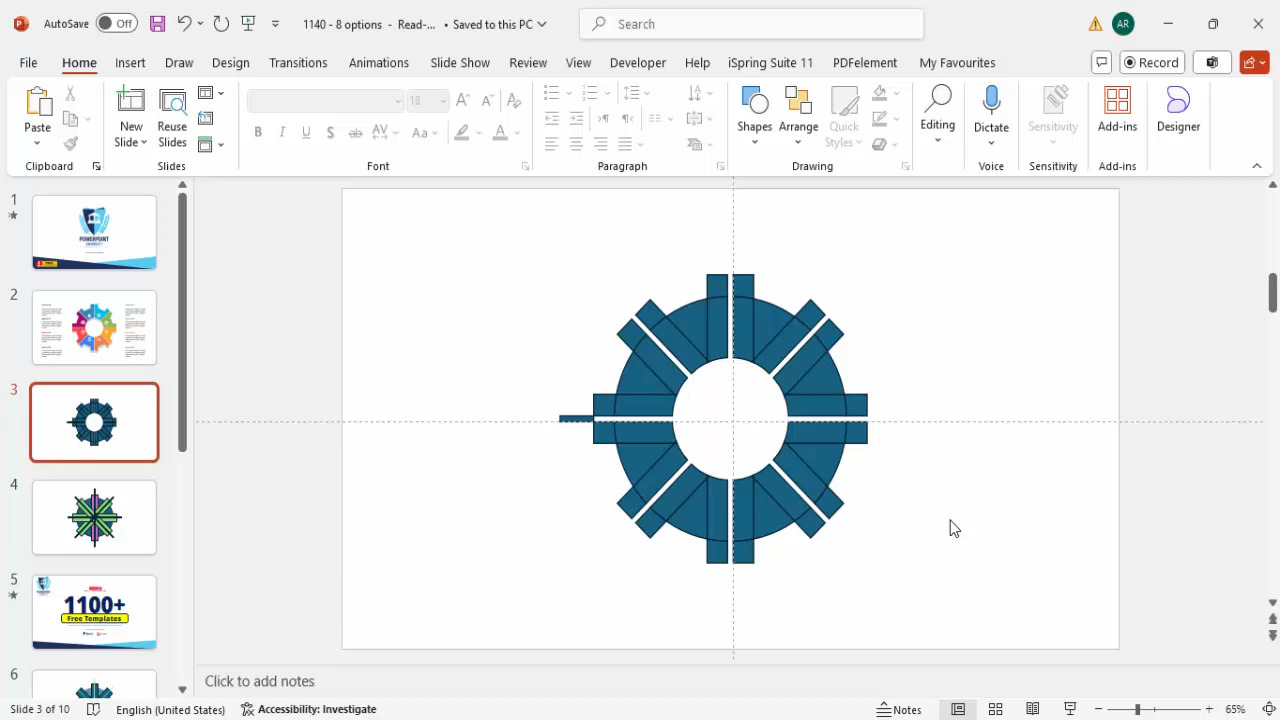 AutoSave Off 1140 - 8 options - Read-... • Saved to this PC Search AR
File Home Insert Draw Design Transitions Animations Slide Show Review View Developer Help iSpring Suite 11 PDFelement My Favourites Record
18
Paste New Slide Reuse Slides Shapes Arrange Quick Styles Editing Dictate Sensitivity Add-ins Designer
Clipboard Slides Font Paragraph Drawing Voice Sensitivity Add-ins
1
POWERPOINT
2
3
4
5
1100+
Free Templates
6
Click to add notes
Slide 3 of 10 English (United States) Accessibility: Investigate Notes 65%